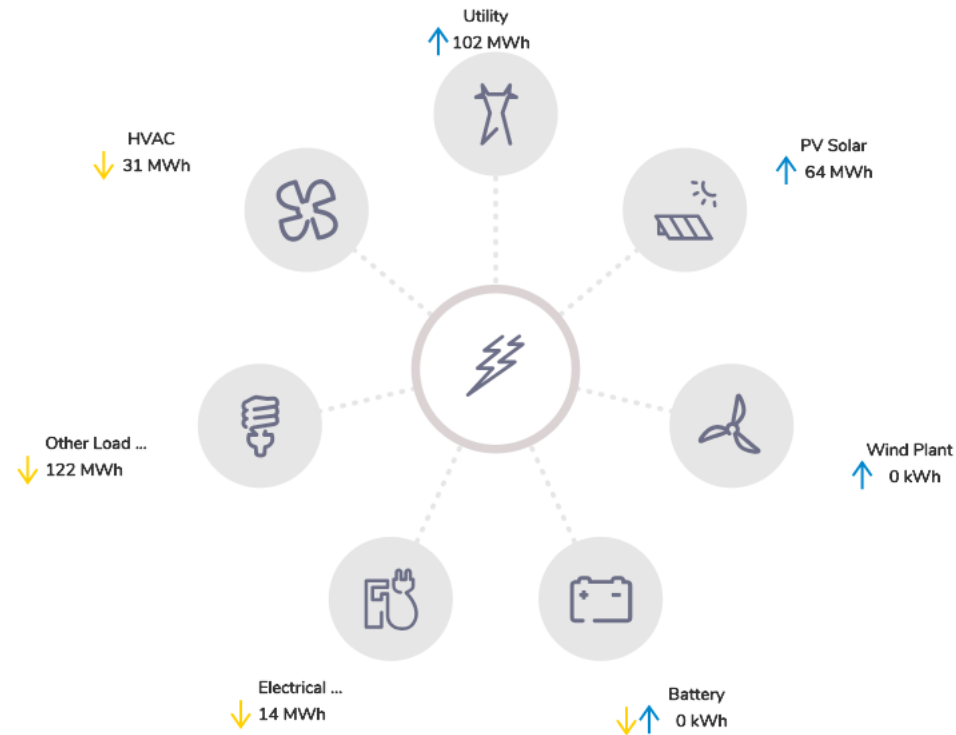 Utility
102 MWh
HVAC
31 MWh
PV Solar
64 MWh
Other Load ...
122 MWh
Wind Plant
0 kWh
Electrical ...
14 MWh
Battery
0 kWh